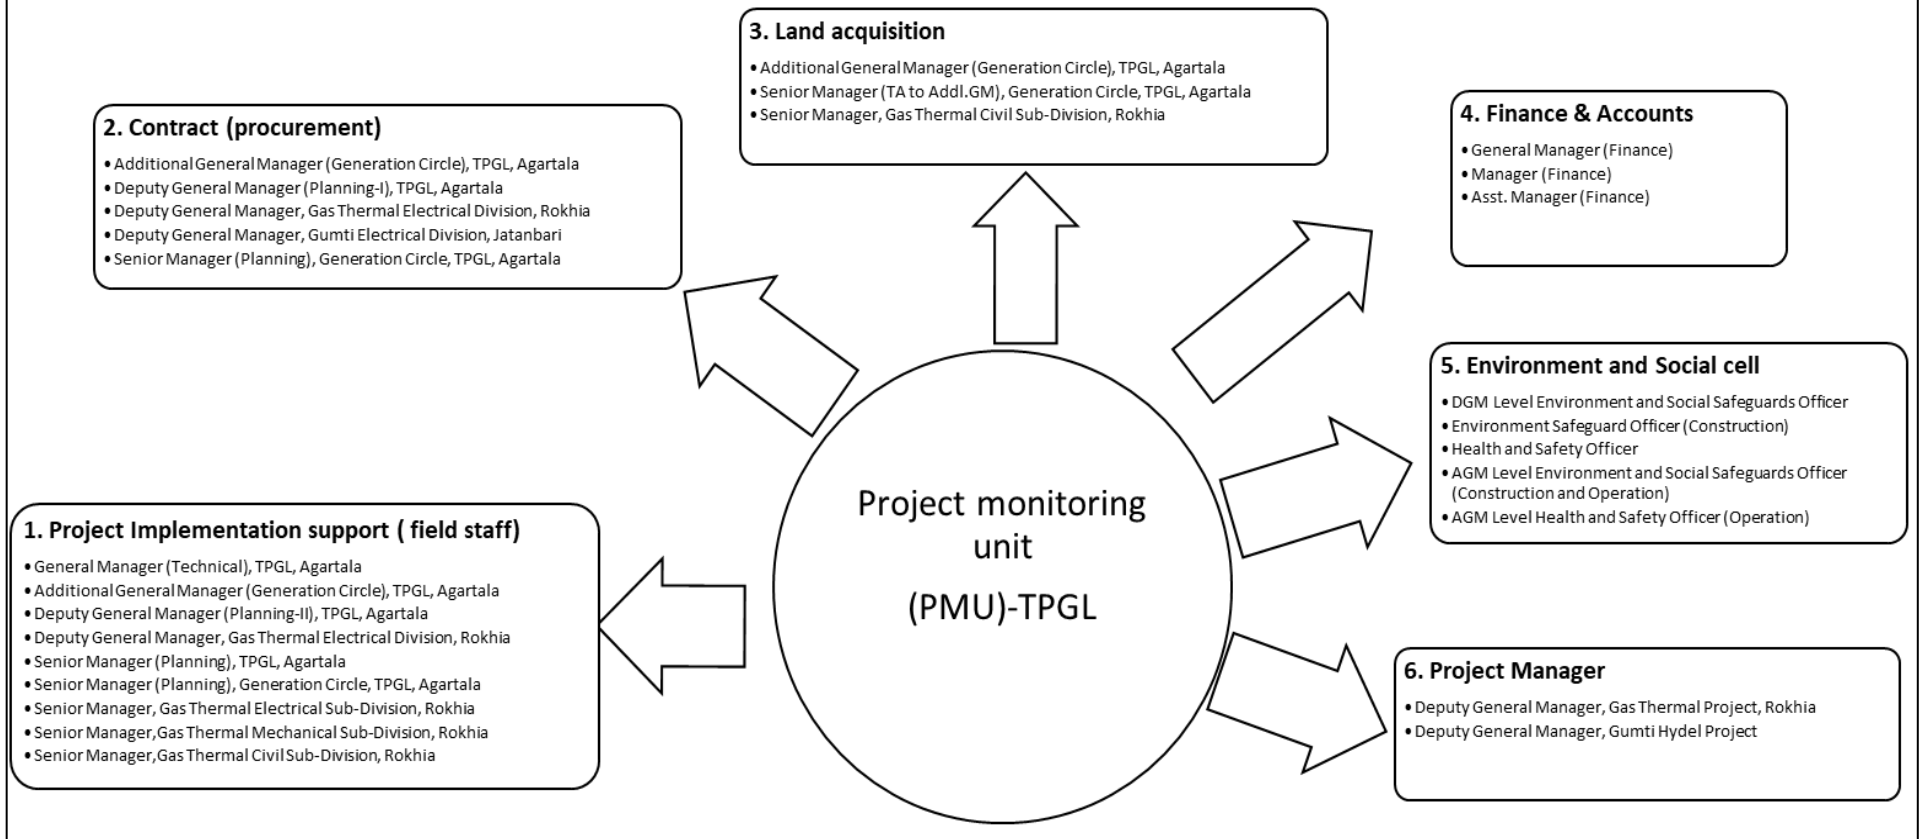 3. Land acquisition
• Additional General Manager (Generation Circle), TPGL, Agartala
• Senior Manager (TA to Addl.GM), Generation Circle, TPGL, Agartala
• Senior Manager, Gas Thermal Civil Sub-Division, Rokhia
2. Contract (procurement)
• Additional General Manager (Generation Circle), TPGL, Agartala
• Deputy General Manager (Planning-I), TPGL, Agartala
• Deputy General Manager, Gas Thermal Electrical Division, Rokhia
• Deputy General Manager, Gumti Electrical Division, Jatanbari
• Senior Manager (Planning), Generation Circle, TPGL, Agartala
4. Finance & Accounts
• General Manager (Finance)
• Manager (Finance)
• Asst. Manager (Finance)
5. Environment and Social cell
• DGM Level Environment and Social Safeguards Officer
• Environment Safeguard Officer (Construction)
• Health and Safety Officer
• AGM Level Environment and Social Safeguards Officer
(Construction and Operation)
• AGM Level Health and Safety Officer (Operation)
Project monitoring
unit
(PMU)-TPGL
1. Project Implementation support ( field staff)
• General Manager (Technical), TPGL, Agartala
• Additional General Manager (Generation Circle), TPGL, Agartala
• Deputy General Manager (Planning-II), TPGL, Agartala
• Deputy General Manager, Gas Thermal Electrical Division, Rokhia
• Senior Manager (Planning), TPGL, Agartala
• Senior Manager (Planning), Generation Circle, TPGL, Agartala
• Senior Manager, Gas Thermal Electrical Sub-Division, Rokhia
• Senior Manager,Gas Thermal Mechanical Sub-Division, Rokhia
• Senior Manager,Gas Thermal Civil Sub-Division, Rokhia
6. Project Manager
• Deputy General Manager, Gas Thermal Project, Rokhia
• Deputy General Manager, Gumti Hydel Project